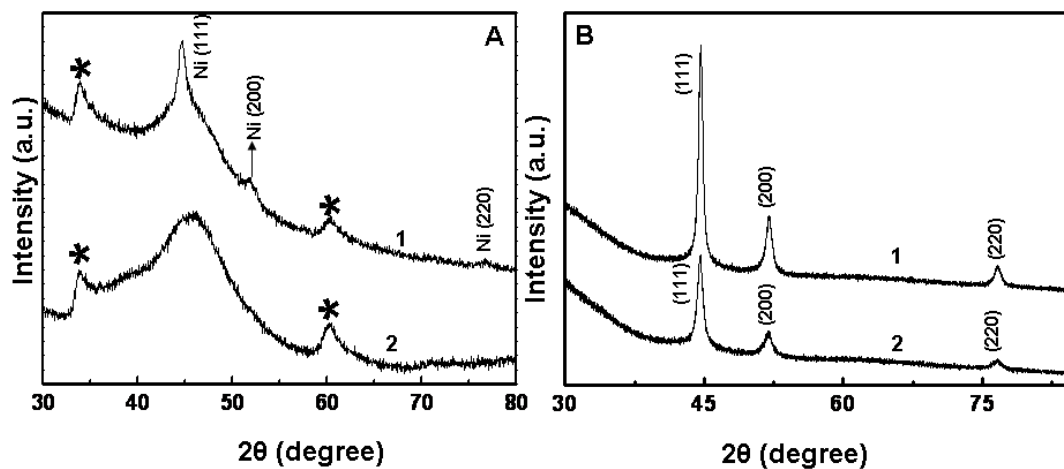 A
Intensity (a.u.)
*
Ni (111)
Ni (200)
*
Ni (220)
1
*
*
2
30 40 50 60 70 80
2θ (degree)
B
Intensity (a.u.)
(111)
(200)
(220)
1
(111)
(200)
(220)
2
30 45 60 75
2θ (degree)